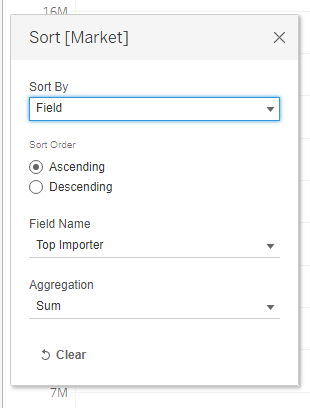 16M
Sort [Market]
Sort By
Field
Sort Order
Ascending
Descending
Field Name
Top Importer
Aggregation
Sum
Clear
7M